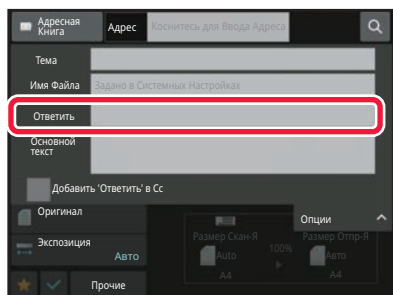 Адресная
Книга
Адрес
Коснитесь для Ввода Адреса
Тема
Имя Файла
Задано в Системных Настройках
Ответить
Основной
текст
Добавить 'Ответить' в Cc
Оригинал
Опции
Экспозиция
Авто
Размер Скан-Я
100%
Размер Отпр-Я
Auto
Авто
A4
A4
Прочие